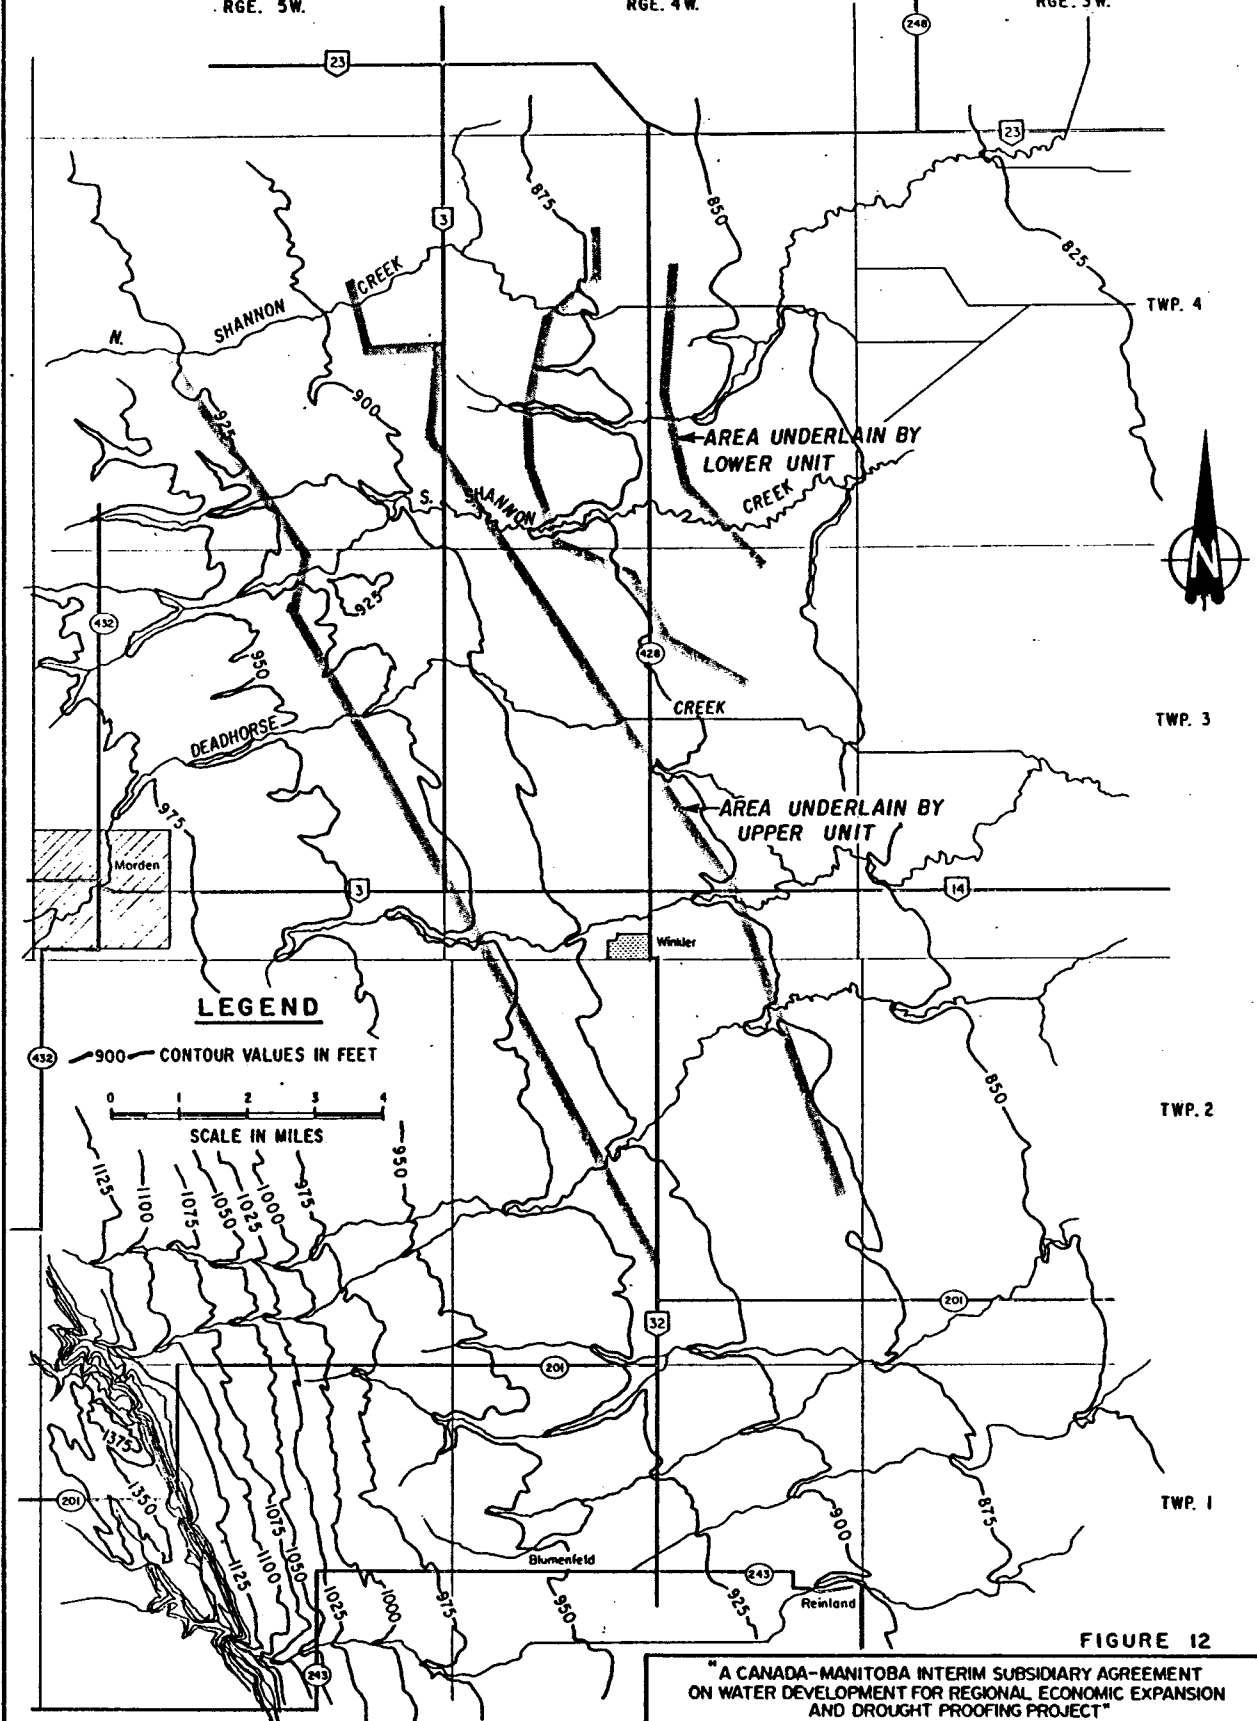 RGE. 5W.
RGE. 4W.
RGE. 3W.
248
23
23
3
875
850
825
TWP. 4
N. SHANNON CREEK
900
925
AREA UNDERLAIN BY
LOWER UNIT
S. SHANNON CREEK
N
925
432
950
428
DEADHORSE CREEK
TWP. 3
975
AREA UNDERLAIN BY
UPPER UNIT
Morden
3
14
Winkler
LEGEND
432
900 CONTOUR VALUES IN FEET
0 1 2 3 4
SCALE IN MILES
850
TWP. 2
1125
1100
1075
1050
1025
1000
975
950
201
32
201
1375
1350
201
TWP. 1
1075
1050
1100
1125
900
875
Blumenfeld
243
Reinland
1025
1000
975
950
925
243
FIGURE 12
"A CANADA-MANITOBA INTERIM SUBSIDIARY AGREEMENT
ON WATER DEVELOPMENT FOR REGIONAL ECONOMIC EXPANSION
AND DROUGHT PROOFING PROJECT"